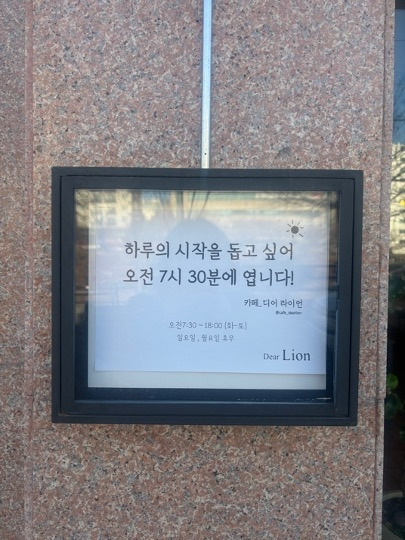 하루의 시작을 돕고 싶어
오전 7시 30분에 엽니다!
카페_디어 라이언
@cafe_dearlion
오전7:30 ~ 18:00 (화-토)
일요일, 월요일 휴무
Dear Lion